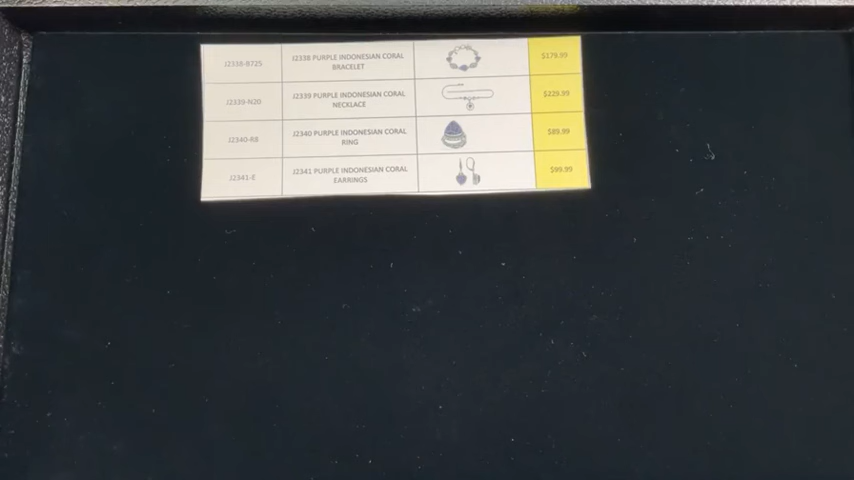 J2338-B725
J2338 PURPLE INDONESIAN CORAL
BRACELET
$179.99
J2339-N20
J2339 PURPLE INDONESIAN CORAL
NECKLACE
$229.99
J2340-R8
J2340 PURPLE INDONESIAN CORAL
RING
$89.99
J2341-E
J2341 PURPLE INDONESIAN CORAL
EARRINGS
$99.99